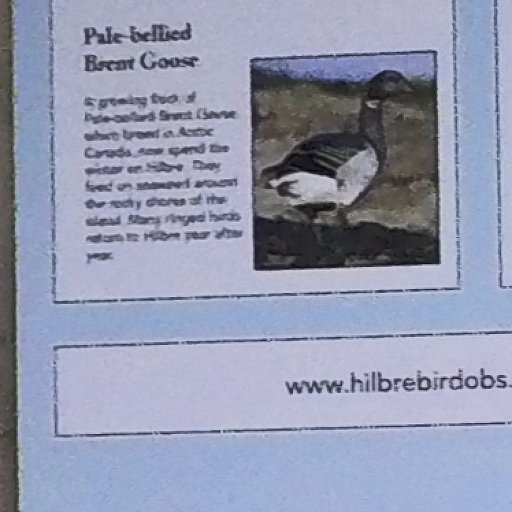 Pale-bellied
Brent Goose
A growing flock of
Pale-bellied Brent Geese
which breed in Arctic
Canada, now spend the
winter on Hilbre. They
feed on seaweed around
the rocky shores of the
island. Many ringed birds
return to Hilbre year after
year.
www.hilbrebirdobs.